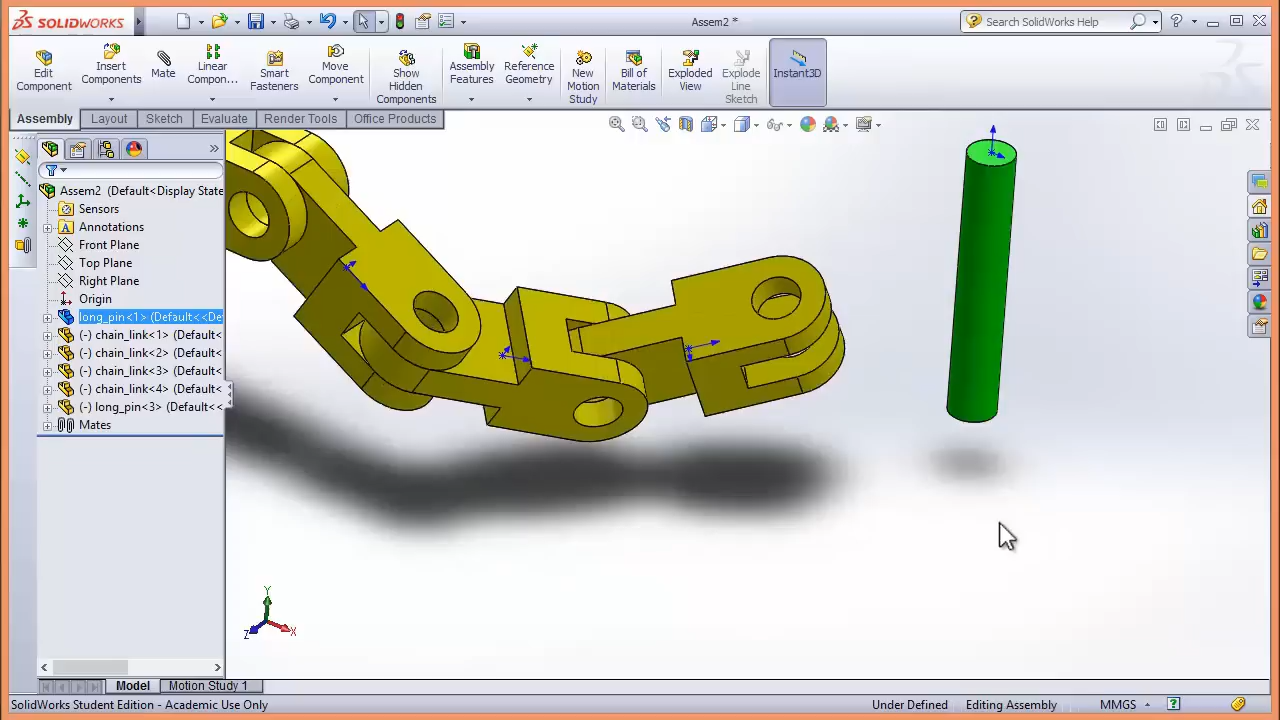 SOLIDWORKS
Assem2 *
Search SolidWorks Help
Edit Component
Insert Components
Mate
Linear Compon...
Smart Fasteners
Move Component
Show Hidden Components
Assembly Features
Reference Geometry
New Motion Study
Bill of Materials
Exploded View
Explode Line Sketch
Instant3D
Assembly
Layout
Sketch
Evaluate
Render Tools
Office Products
Assem2 (Default<Display State
Sensors
Annotations
Front Plane
Top Plane
Right Plane
Origin
long_pin<1> (Default<<De
(-) chain_link<1> (Default<
(-) chain_link<2> (Default<
(-) chain_link<3> (Default<
(-) chain_link<4> (Default<
(-) long_pin<3> (Default<<
Mates
Y
Z
X
Model
Motion Study 1
SolidWorks Student Edition - Academic Use Only
Under Defined
Editing Assembly
MMGS